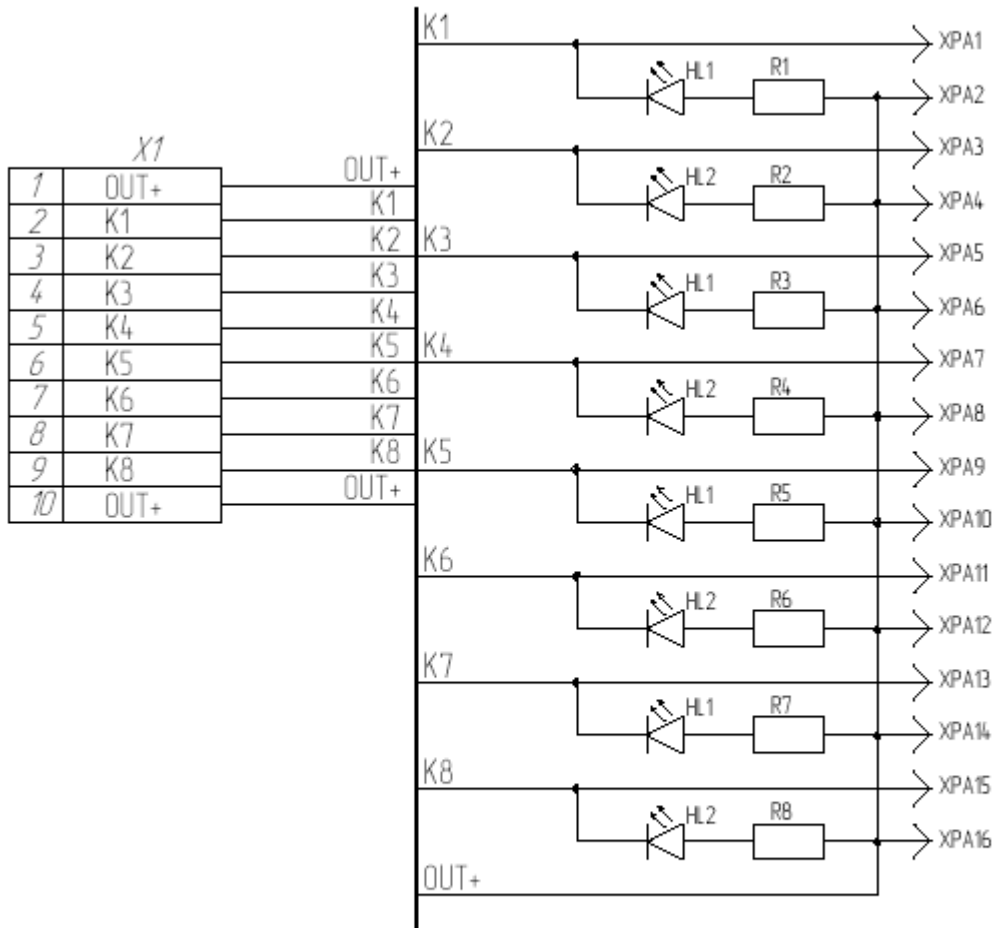 X1
1 OUT+
2 K1
3 K2
4 K3
5 K4
6 K5
7 K6
8 K7
9 K8
10 OUT+
OUT+
K1
K2
K3
K4
K5
K6
K7
K8
OUT+
K1 XPA1
HL1 R1 XPA2
K2 XPA3
HL2 R2 XPA4
K3 XPA5
HL1 R3 XPA6
K4 XPA7
HL2 R4 XPA8
K5 XPA9
HL1 R5 XPA10
K6 XPA11
HL2 R6 XPA12
K7 XPA13
HL1 R7 XPA14
K8 XPA15
HL2 R8 XPA16
OUT+